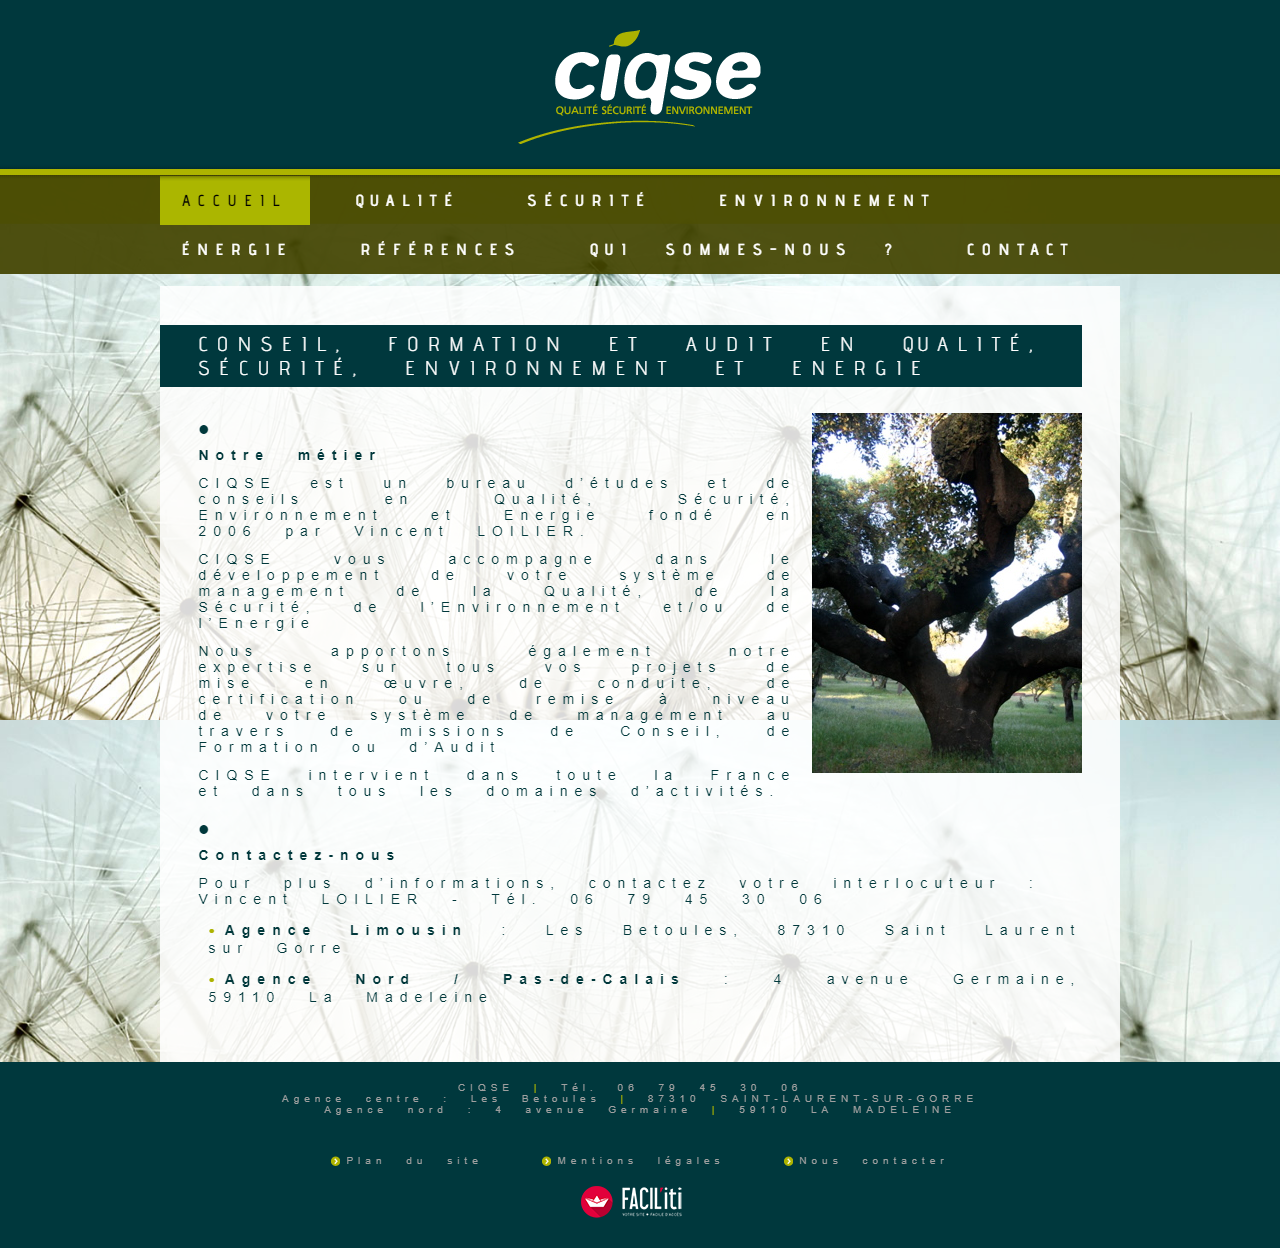 ciqse
QUALITÉ SÉCURITÉ ENVIRONNEMENT
ACCUEIL QUALITÉ SÉCURITÉ ENVIRONNEMENT
ÉNERGIE RÉFÉRENCES QUI SOMMES-NOUS ? CONTACT
CONSEIL, FORMATION ET AUDIT EN QUALITÉ,
SÉCURITÉ, ENVIRONNEMENT ET ENERGIE
Notre métier
CIQSE est un bureau d’études et de
conseils en Qualité, Sécurité,
Environnement et Energie fondé en
2006 par Vincent LOILIER.
CIQSE vous accompagne dans le
développement de votre système de
management de la Qualité, de la
Sécurité, de l’Environnement et/ou de
l’Energie
Nous apportons également notre
expertise sur tous vos projets de
mise en œuvre, de conduite, de
certification ou de remise à niveau
de votre système de management au
travers de missions de Conseil, de
Formation ou d’Audit
CIQSE intervient dans toute la France
et dans tous les domaines d’activités.
Contactez-nous
Pour plus d’informations, contactez votre interlocuteur :
Vincent LOILIER - Tél. 06 79 45 30 06
• Agence Limousin : Les Betoules, 87310 Saint Laurent
sur Gorre
• Agence Nord / Pas-de-Calais : 4 avenue Germaine,
59110 La Madeleine
CIQSE | Tél. 06 79 45 30 06
Agence centre : Les Betoules | 87310 SAINT-LAURENT-SUR-GORRE
Agence nord : 4 avenue Germaine | 59110 LA MADELEINE
Plan du site Mentions légales Nous contacter
FACIL'iti
VOTRE SITE + FACILE D'ACCÈS